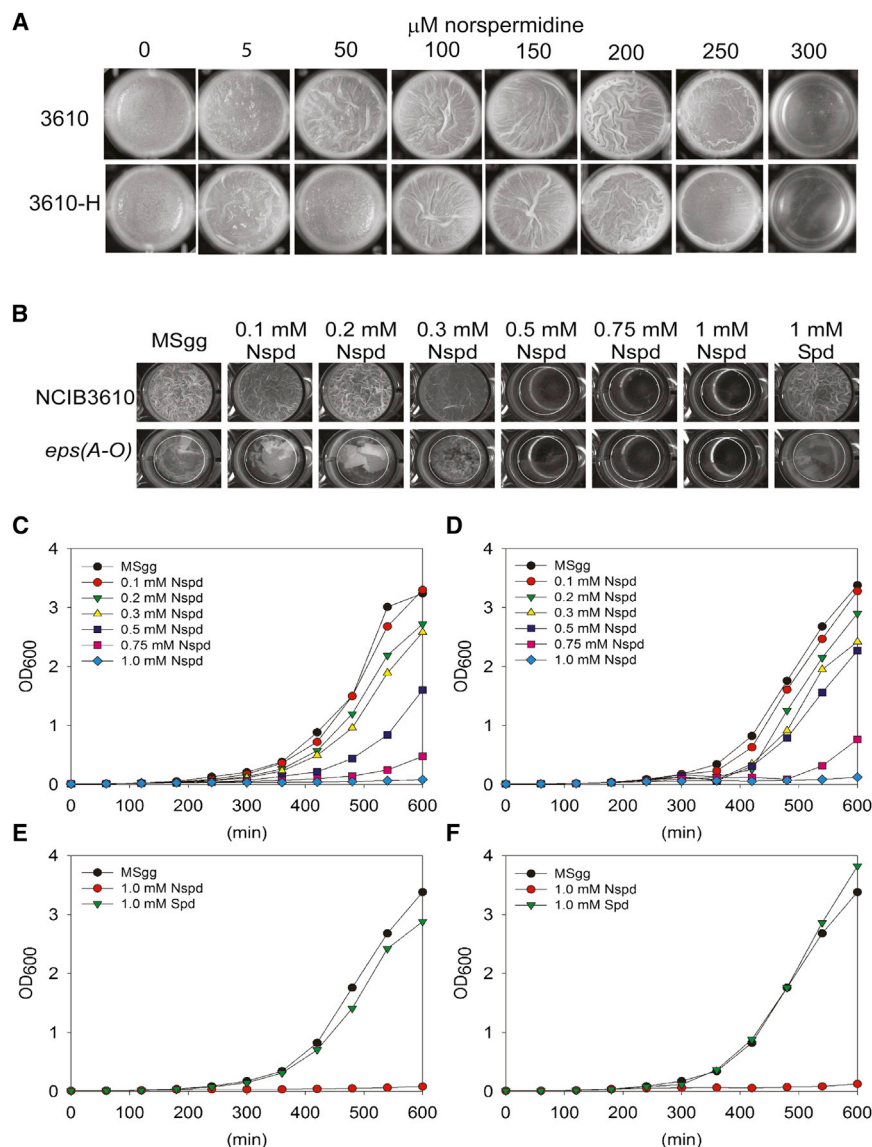 A
μM norspermidine
0 5 50 100 150 200 250 300
3610
3610-H
B
MSgg 0.1 mM Nspd 0.2 mM Nspd 0.3 mM Nspd 0.5 mM Nspd 0.75 mM Nspd 1 mM Nspd 1 mM Spd
NCIB3610
eps(A-O)
C
4
3
2
1
0
OD600
MSgg
0.1 mM Nspd
0.2 mM Nspd
0.3 mM Nspd
0.5 mM Nspd
0.75 mM Nspd
1.0 mM Nspd
0 100 200 300 400 500 600
(min)
D
4
3
2
1
0
OD600
MSgg
0.1 mM Nspd
0.2 mM Nspd
0.3 mM Nspd
0.5 mM Nspd
0.75 mM Nspd
1.0 mM Nspd
0 100 200 300 400 500 600
(min)
E
4
3
2
1
0
OD600
MSgg
1.0 mM Nspd
1.0 mM Spd
0 100 200 300 400 500 600
(min)
F
4
3
2
1
0
OD600
MSgg
1.0 mM Nspd
1.0 mM Spd
0 100 200 300 400 500 600
(min)